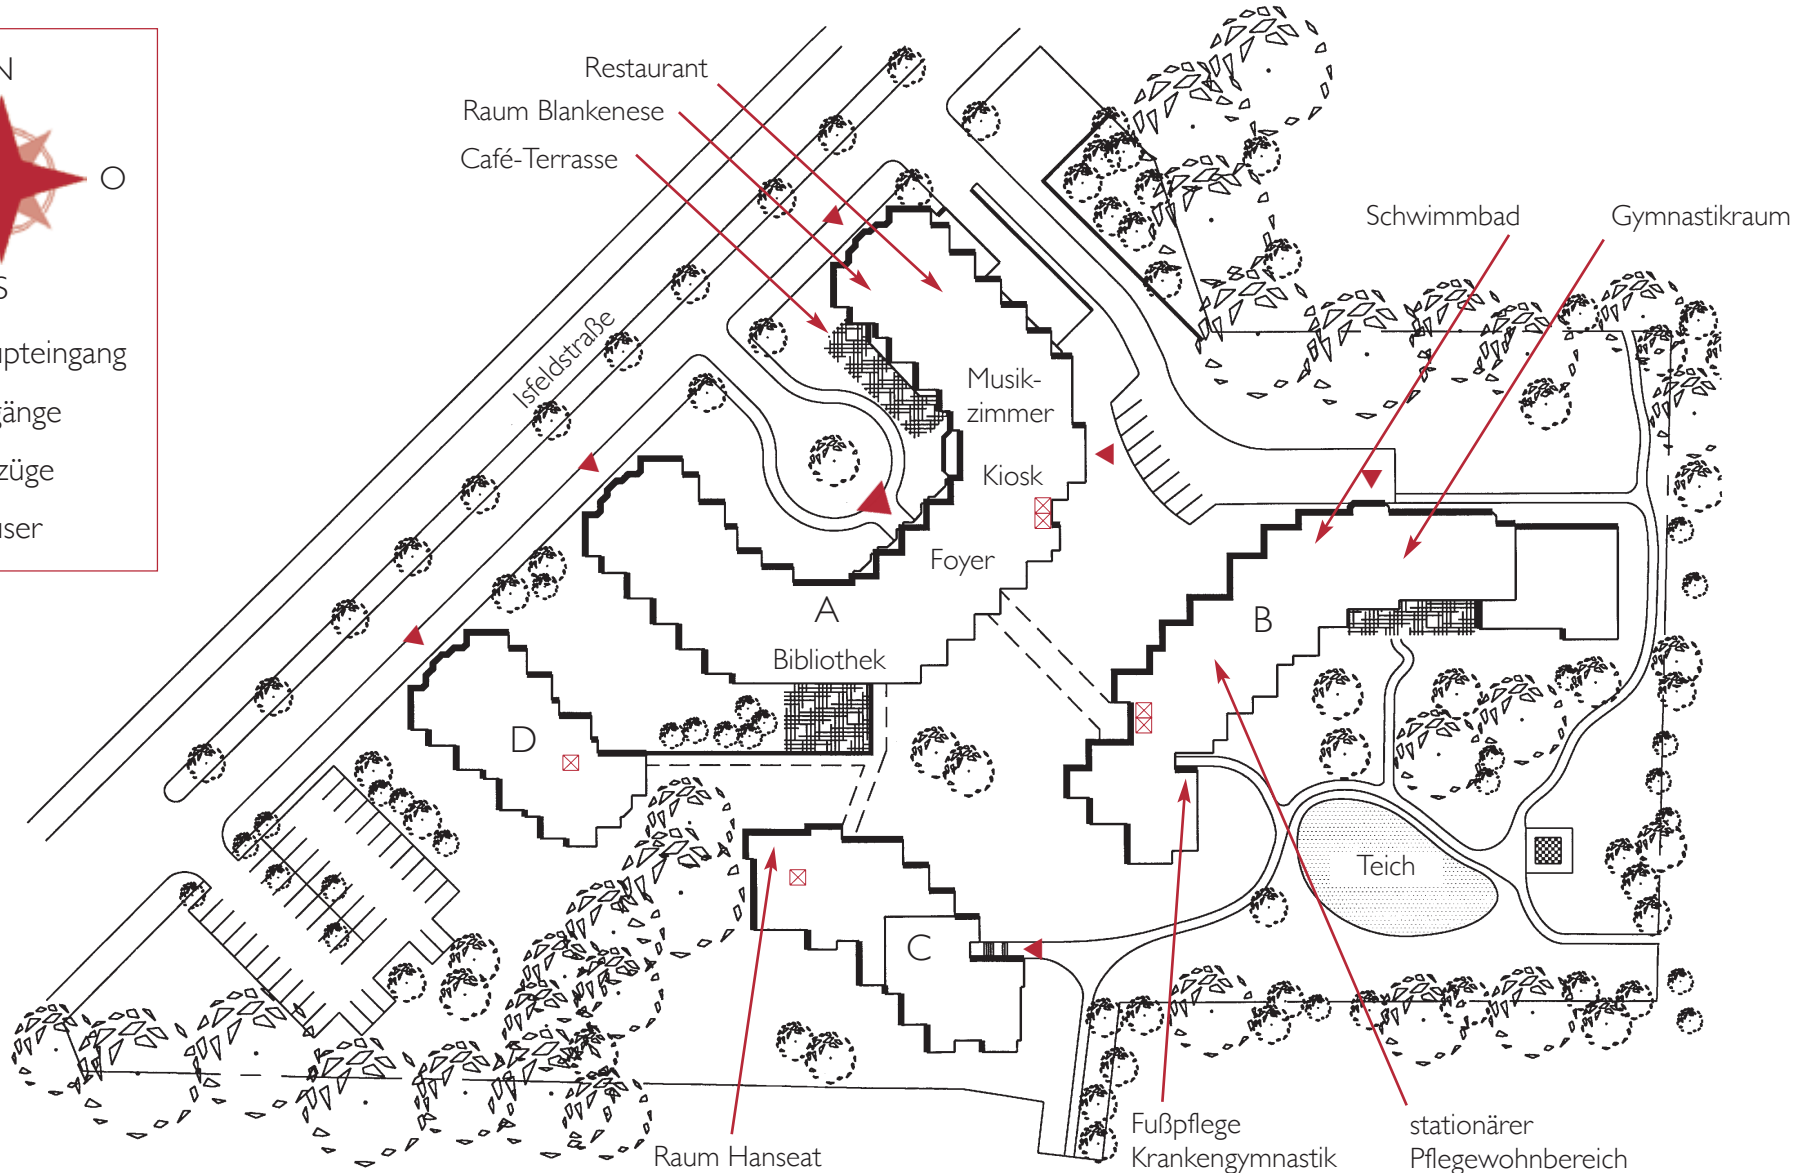 N
O
S
upteingang
gänge
züge
user
Restaurant
Raum Blankenese
Café-Terrasse
Isfeldstraße
Schwimmbad
Gymnastikraum
Musik-
zimmer
Kiosk
Foyer
A
Bibliothek
B
D
C
Teich
Raum Hanseat
Fußpflege
Krankengymnastik
stationärer
Pflegewohnbereich